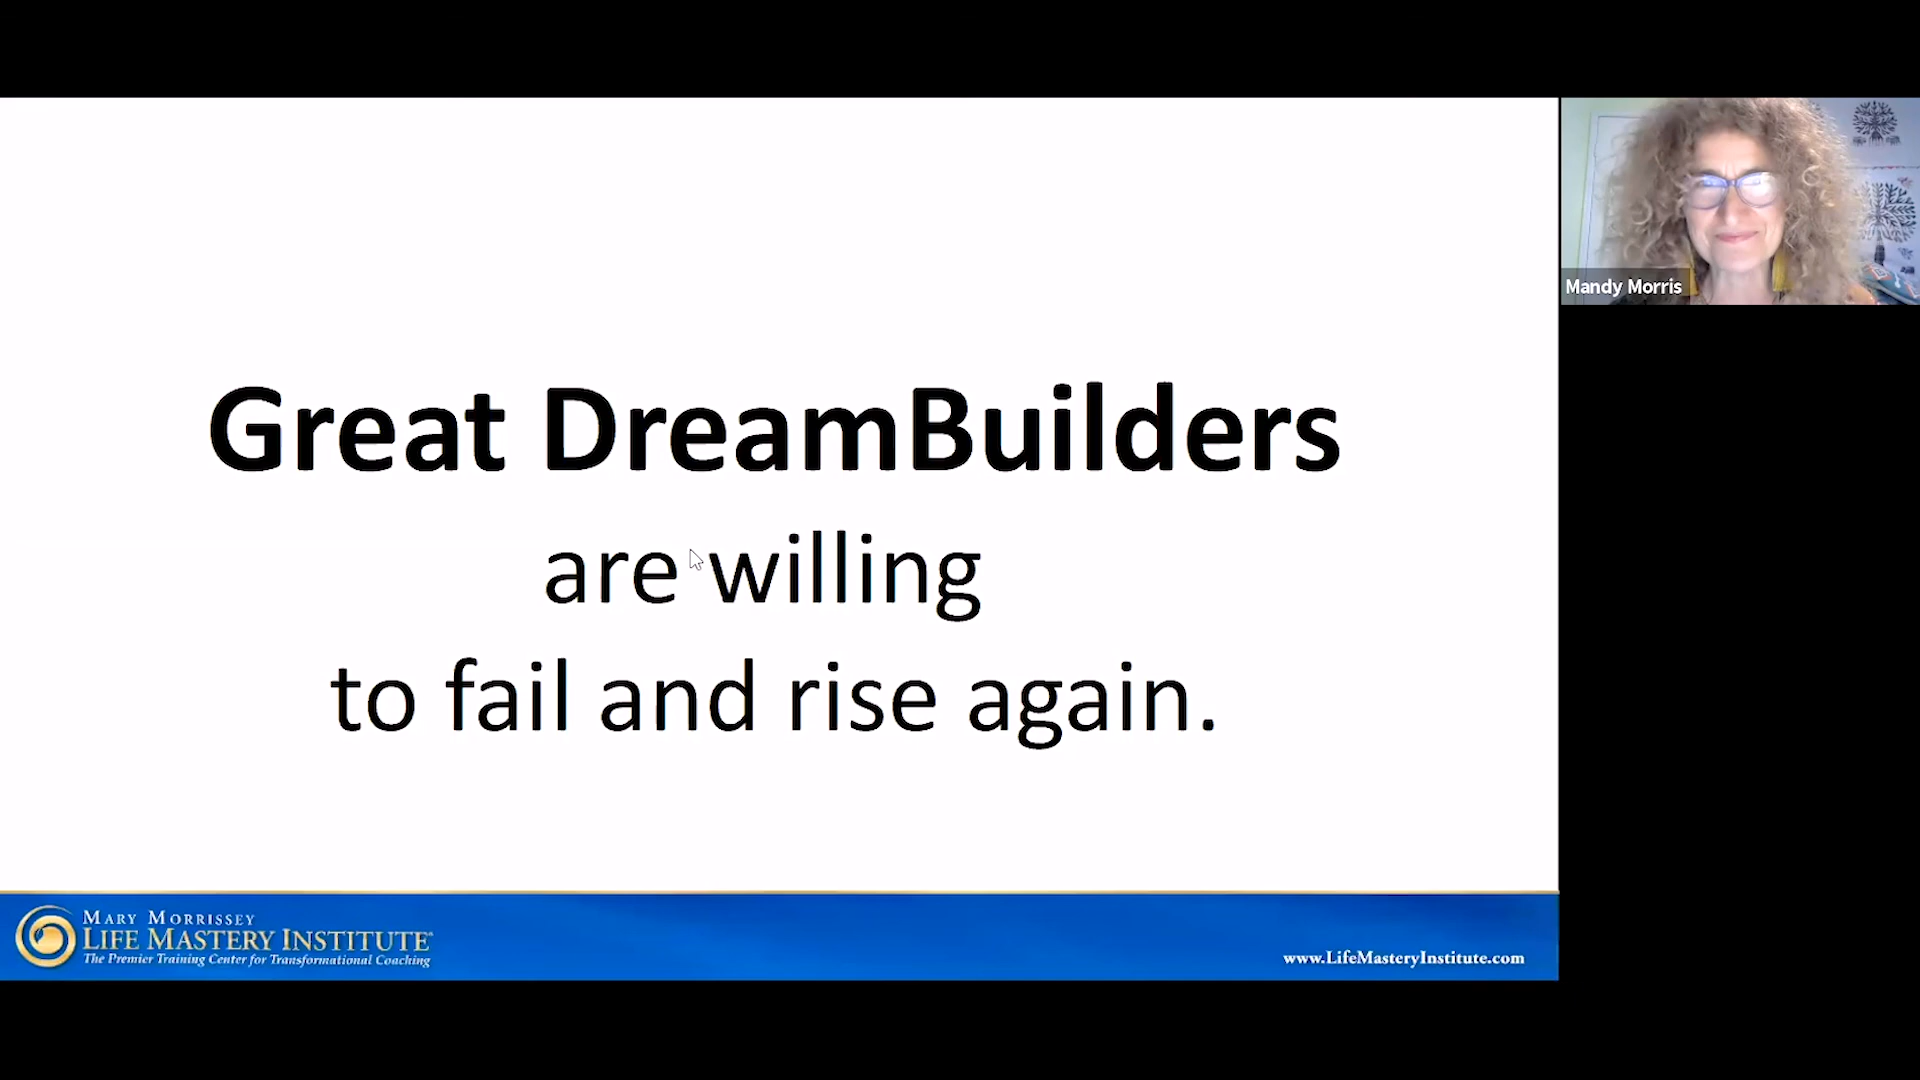 Great DreamBuilders
are willing
to fail and rise again.
Mandy Morris
MARY MORRISSEY
LIFE MASTERY INSTITUTE®
The Premier Training Center for Transformational Coaching
www.LifeMasteryInstitute.com